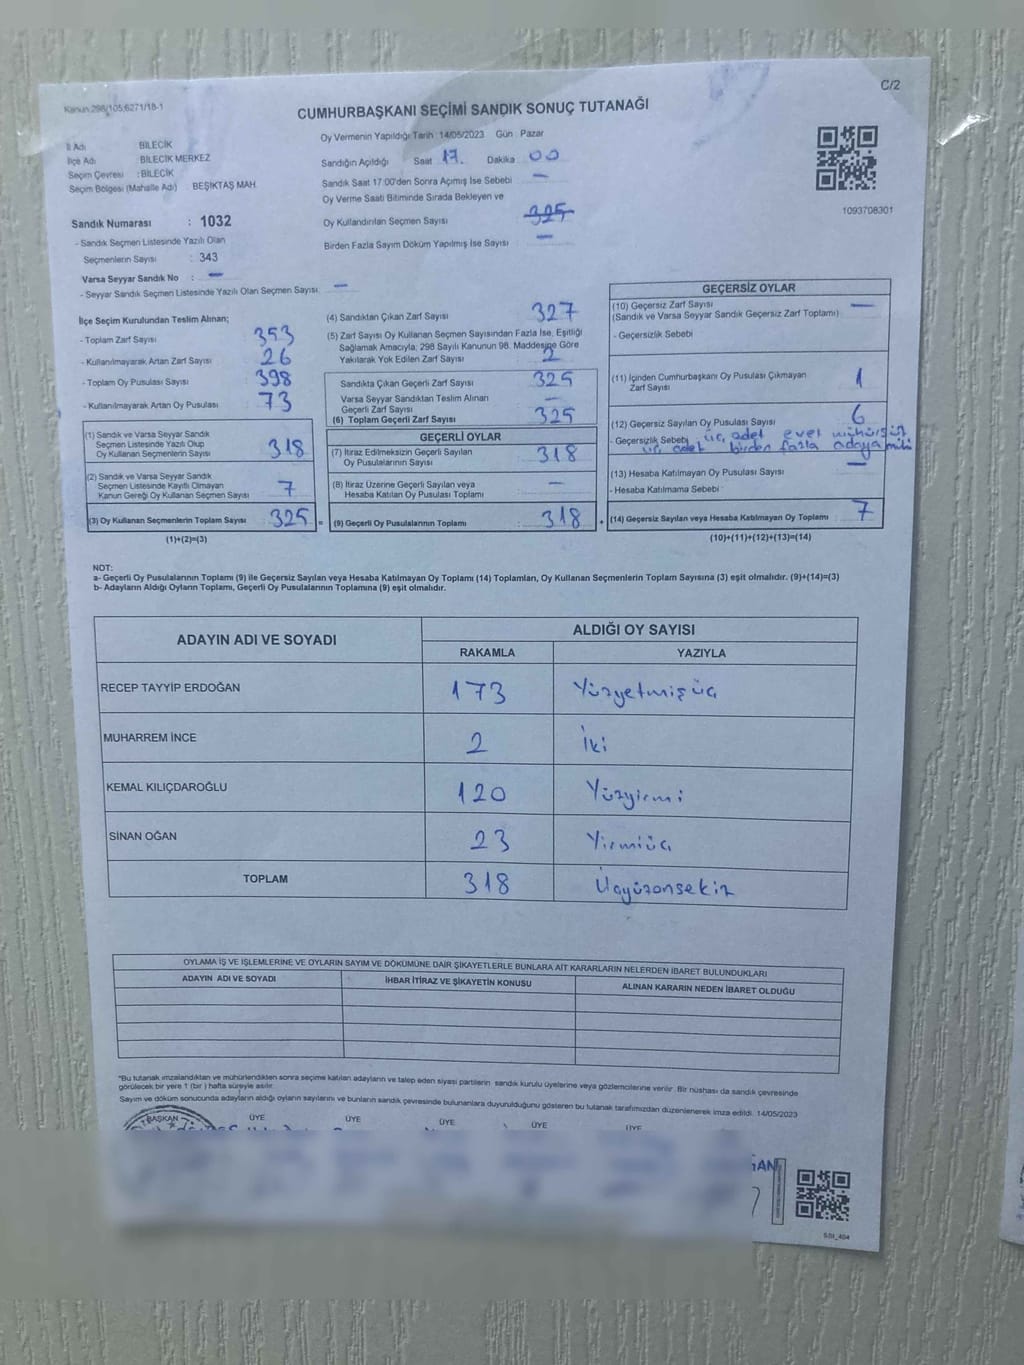 C/2
Kanun 298/105,6271/18-1
CUMHURBAŞKANI SEÇİMİ SANDIK SONUÇ TUTANAĞI
İl Adı BİLECİK
İlçe Adı BİLECİK MERKEZ
Seçim Çevresi : BİLECİK
Seçim Bölgesi (Mahalle Adı) BEŞİKTAŞ MAH.
Oy Vermenin Yapıldığı Tarih : 14/05/2023 Gün : Pazar
Sandığın Açıldığı Saat 17. Dakika 00
Sandık Saat 17.00'den Sonra Açımış İse Sebebi —
Oy Verme Saati Bitiminde Sırada Bekleyen ve
Oy Kullandırılan Seçmen Sayısı 325
Birden Fazla Sayım Döküm Yapılmış İse Sayısı —
1093708301
Sandık Numarası : 1032
- Sandık Seçmen Listesinde Yazılı Olan
Seçmenlerin Sayısı : 343
Varsa Seyyar Sandık No : —
- Seyyar Sandık Seçmen Listesinde Yazılı Olan Seçmen Sayısı: —
İlçe Seçim Kurulundan Teslim Alınan;
- Toplam Zarf Sayısı : 353
- Kullanılmayarak Artan Zarf Sayısı : 26
- Toplam Oy Pusulası Sayısı : 398
- Kullanılmayarak Artan Oy Pusulası : 73
(1) Sandık ve Varsa Seyyar Sandık
Seçmen Listesinde Yazılı Olup
Oy Kullanan Seçmenlerin Sayısı : 318
(2) Sandık ve Varsa Seyyar Sandık
Seçmen Listesinde Kayıtlı Olmayan
Kanun Gereği Oy Kullanan Seçmen Sayısı : 7
(3) Oy Kullanan Seçmenlerin Toplam Sayısı : 325 =
(1)+(2)=(3)
(4) Sandıktan Çıkan Zarf Sayısı : 327
(5) Zarf Sayısı Oy Kullanan Seçmen Sayısından Fazla İse, Eşitliği
Sağlamak Amacıyla; 298 Sayılı Kanunun 98. Maddesine Göre
Yakılarak Yok Edilen Zarf Sayısı 2
Sandıkta Çıkan Geçerli Zarf Sayısı : 325
Varsa Seyyar Sandıktan Teslim Alınan
Geçerli Zarf Sayısı —
(6) Toplam Geçerli Zarf Sayısı : 325
GEÇERLİ OYLAR
(7) İtiraz Edilmeksizin Geçerli Sayılan
Oy Pusulalarının Sayısı : 318
(8) İtiraz Üzerine Geçerli Sayılan veya
Hesaba Katılan Oy Pusulası Toplamı : —
(9) Geçerli Oy Pusulalarının Toplamı : 318 +
GEÇERSİZ OYLAR
(10) Geçersiz Zarf Sayısı —
(Sandık ve Varsa Seyyar Sandık Geçersiz Zarf Toplamı)
- Geçersizlik Sebebi
(11) İçinden Cumhurbaşkanı Oy Pusulası Çıkmayan
Zarf Sayısı 1
(12) Geçersiz Sayılan Oy Pusulası Sayısı : 6
- Geçersizlik Sebebi üç adet evet mühürsüz
üç adet birden fazla adaya
(13) Hesaba Katılmayan Oy Pusulası Sayısı : —
- Hesaba Katılmama Sebebi :
(14) Geçersiz Sayılan veya Hesaba Katılmayan Oy Toplamı : 7
(10)+(11)+(12)+(13)=(14)
NOT:
a- Geçerli Oy Pusulalarının Toplamı (9) ile Geçersiz Sayılan veya Hesaba Katılmayan Oy Toplamı (14) Toplamları, Oy Kullanan Seçmenlerin Toplam Sayısına (3) eşit olmalıdır. (9)+(14)=(3)
b- Adayların Aldığı Oyların Toplamı, Geçerli Oy Pusulalarının Toplamına (9) eşit olmalıdır.
ADAYIN ADI VE SOYADI ALDIĞI OY SAYISI
RAKAMLA YAZIYLA
RECEP TAYYİP ERDOĞAN 173 Yüzyetmişüç
MUHARREM İNCE 2 İki
KEMAL KILIÇDAROĞLU 120 Yüzyirmi
SİNAN OĞAN 23 Yirmiüç
TOPLAM 318 Üçyüzonsekiz
OYLAMA İŞ VE İŞLEMLERİNE VE OYLARIN SAYIM VE DÖKÜMÜNE DAİR ŞİKAYETLERLE BUNLARA AİT KARARLARIN NELERDEN İBARET BULUNDUKLARI
ADAYIN ADI VE SOYADI İHBAR İTİRAZ VE ŞİKAYETİN KONUSU ALINAN KARARIN NEDEN İBARET OLDUĞU
*Bu tutanak imzalandıktan ve mühürlendikten sonra seçime katılan adayların ve talep eden siyasi partilerin sandık kurulu üyelerine veya gözlemcilerine verilir. Bir nüshası da sandık çevresinde
görülecek bir yere 1 (bir ) hafta süreyle asılır.
Sayım ve döküm sonucunda adayların aldığı oyların sayılarını ve bunların sandık çevresinde bulunanlara duyurulduğunu gösteren bu tutanak tarafımızdan düzenlenerek imza edildi. 14/05/2023
BAŞKAN ÜYE ÜYE ÜYE ÜYE ÜYE